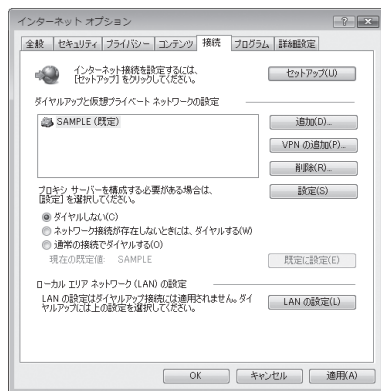 インターネット オプション
全般 セキュリティ プライバシー コンテンツ 接続 プログラム 詳細設定
インターネット接続を設定するには、
[セットアップ] をクリックしてください。
セットアップ(U)
ダイヤルアップと仮想プライベート ネットワークの設定
SAMPLE (既定)
追加(D)...
VPN の追加(P)...
削除(R)...
プロキシ サーバーを構成する必要がある場合は、
[設定] を選択してください。
設定(S)
ダイヤルしない(C)
ネットワーク接続が存在しないときには、ダイヤルする(W)
通常の接続でダイヤルする(O)
現在の既定値: SAMPLE
既定に設定(E)
ローカル エリア ネットワーク (LAN) の設定
LAN の設定はダイヤルアップ接続には適用されません。ダイ
ヤルアップには上の設定を選択してください。
LAN の設定(L)
OK キャンセル 適用(A)